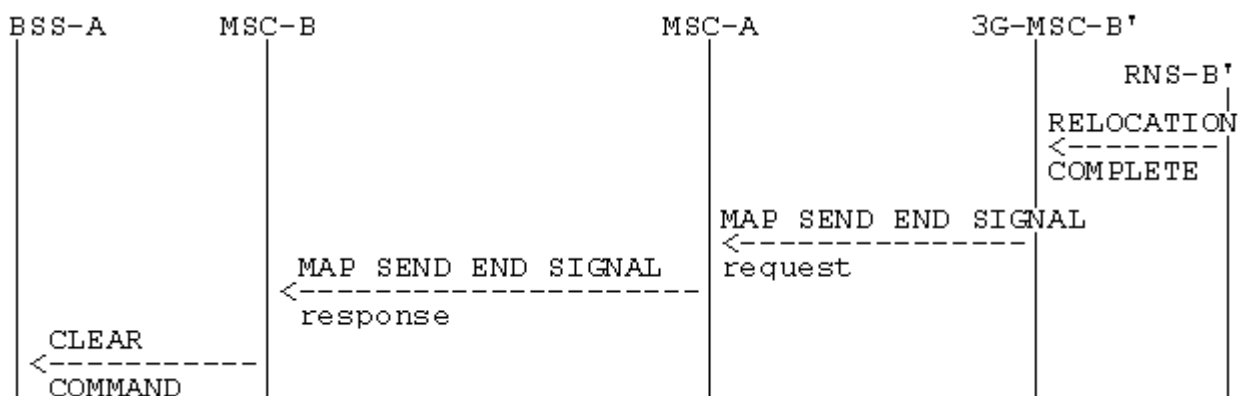 BSS-A MSC-B MSC-A 3G-MSC-B'
RNS-B'
RELOCATION
COMPLETE
MAP SEND END SIGNAL
request
MAP SEND END SIGNAL
response
CLEAR
COMMAND